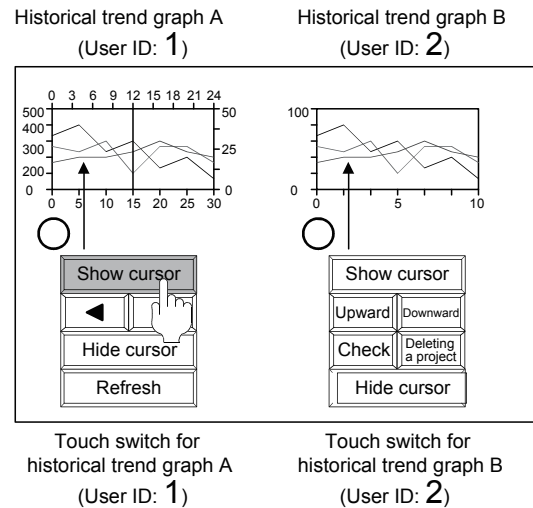 Historical trend graph A
(User ID: 1)
Historical trend graph B
(User ID: 2)
0 3 6 9 12 15 18 21 24
500
400
300
200
0
50
25
0
0 5 10 15 20 25 30
100
0
0 5 10
Show cursor
◀
Hide cursor
Refresh
Show cursor
Upward
Downward
Check
Deleting
a project
Hide cursor
Touch switch for
historical trend graph A
(User ID: 1)
Touch switch for
historical trend graph B
(User ID: 2)